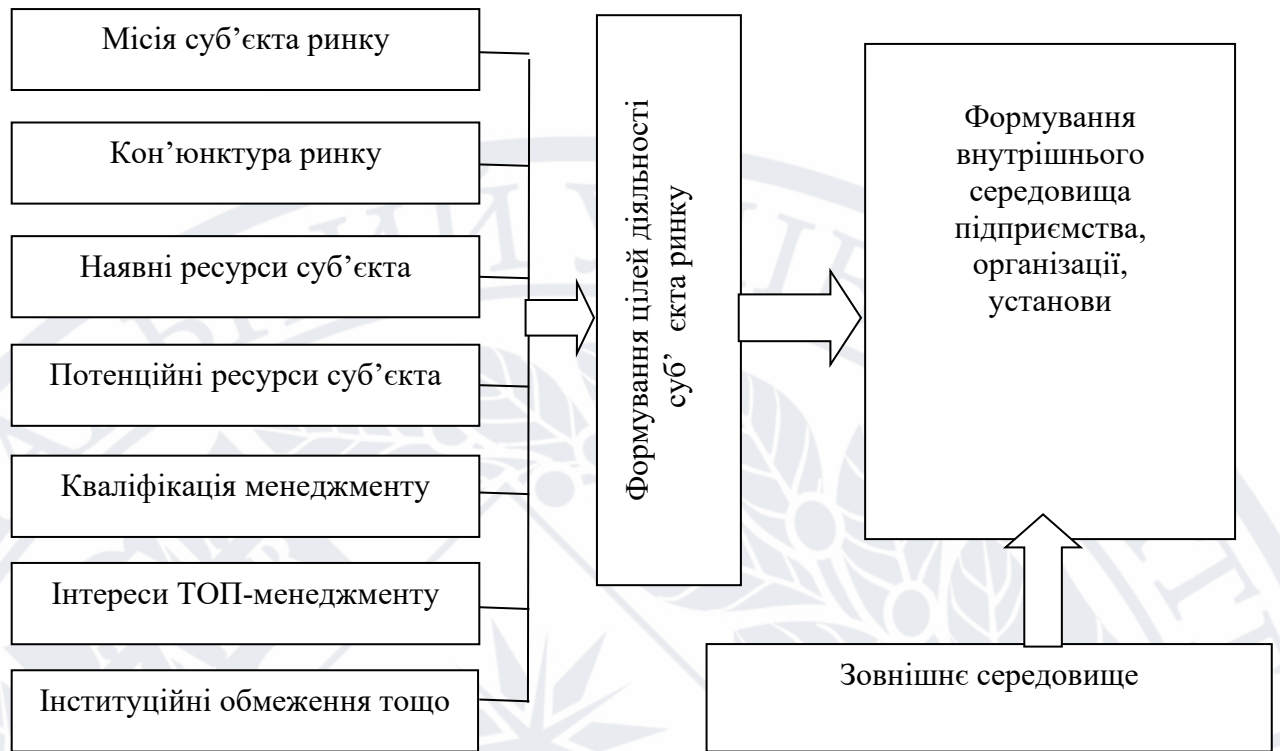 Місія суб’єкта ринку
Кон’юнктура ринку
Наявні ресурси суб’єкта
Потенційні ресурси суб’єкта
Кваліфікація менеджменту
Інтереси ТОП-менеджменту
Інституційні обмеження тощо
Формування цілей діяльності
суб’ єкта ринку
Формування
внутрішнього
середовища
підприємства,
організації,
установи
Зовнішнє середовище